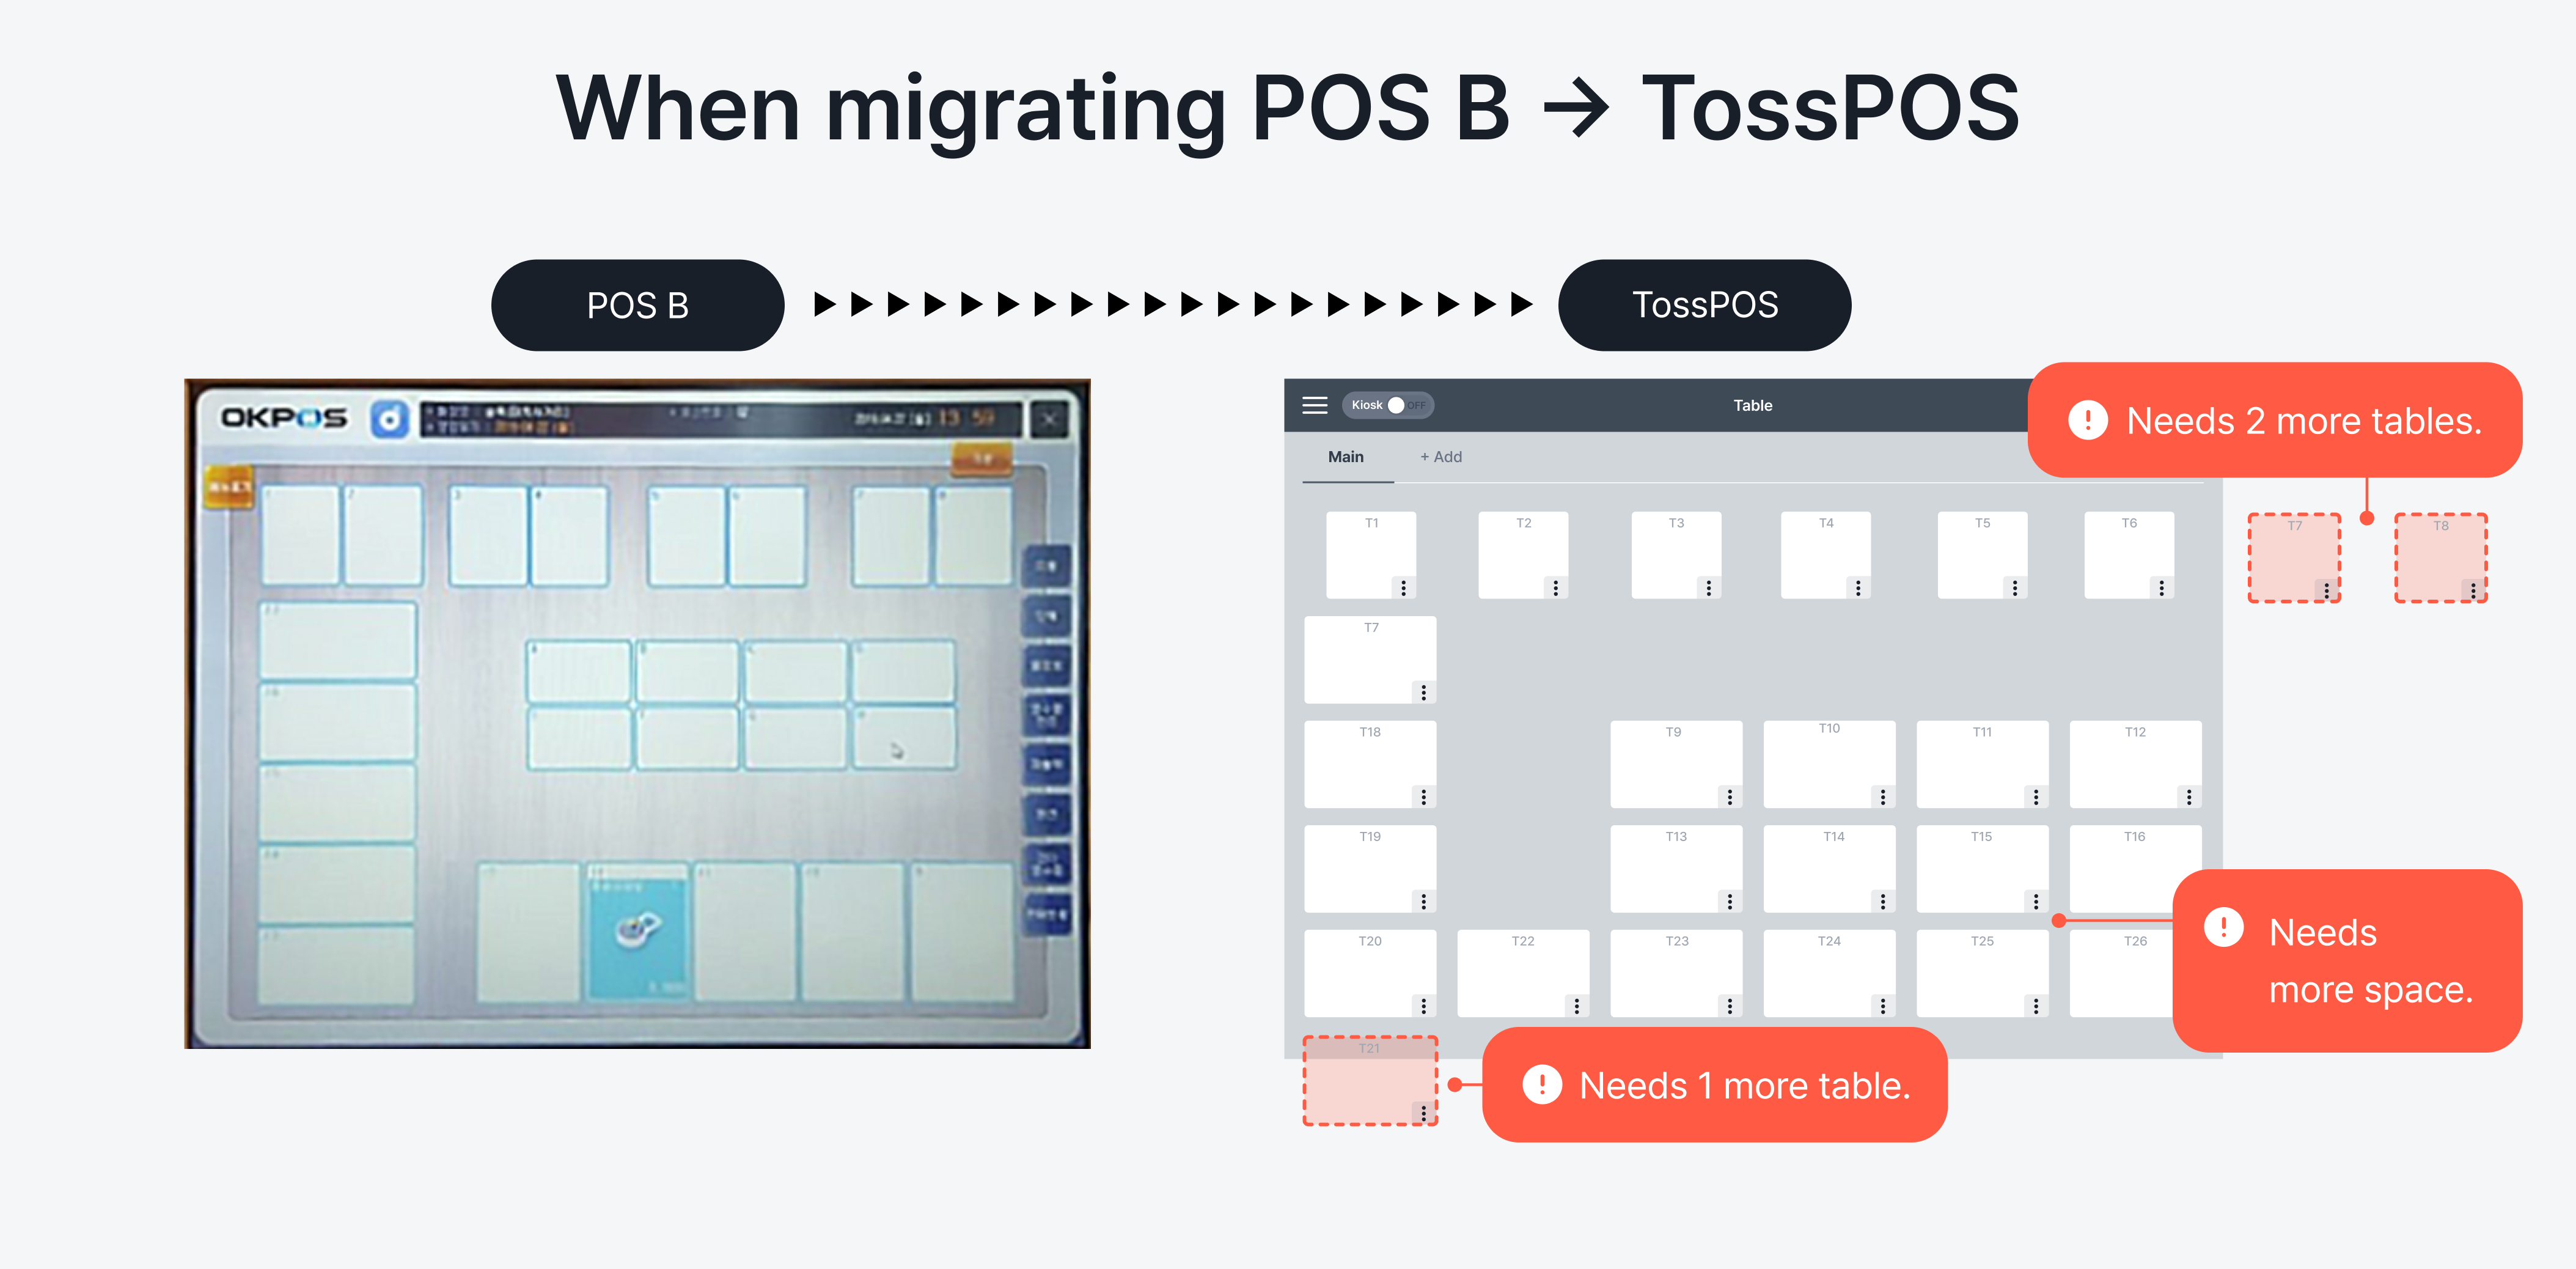 When migrating POS B → TossPOS
POS B
TossPOS
OKPOS
13 59
Kiosk
OFF
Table
Needs 2 more tables.
Main
+ Add
T1
T2
T3
T4
T5
T6
T7
T8
T7
T18
T9
T10
T11
T12
T19
T13
T14
T15
T16
T20
T22
T23
T24
T25
T26
Needs
more space.
T21
Needs 1 more table.